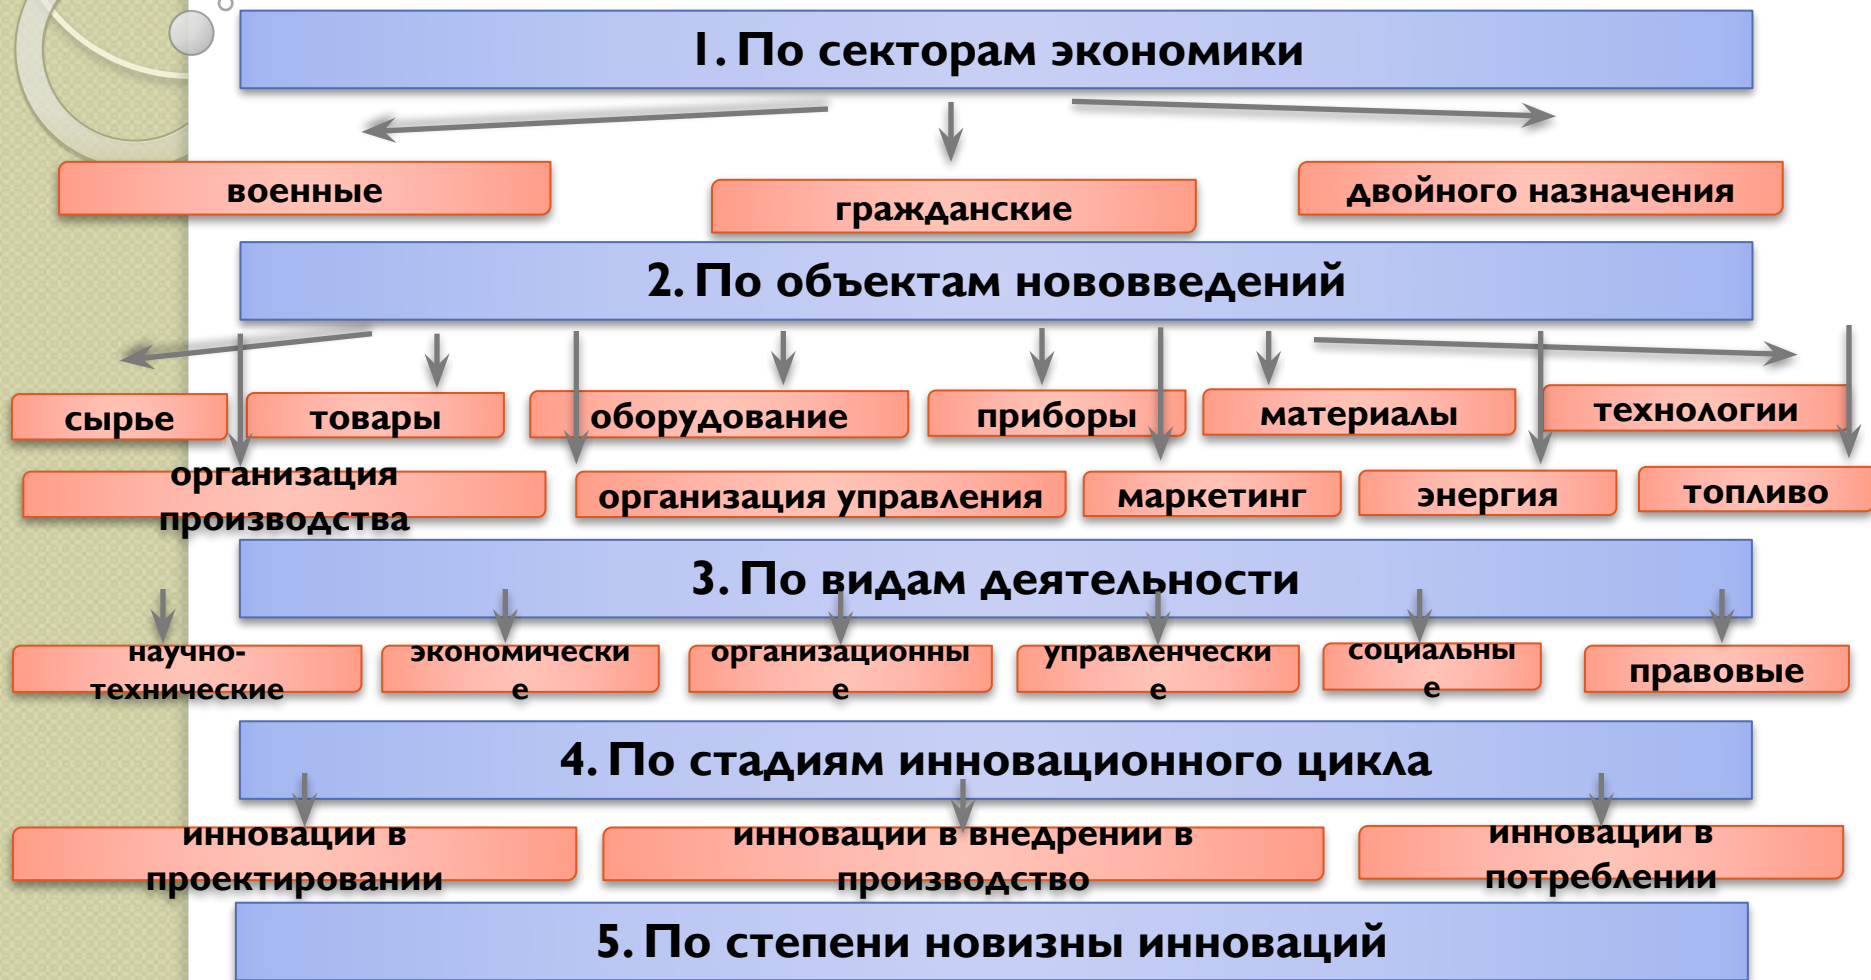 1. По секторам экономики
военные
гражданские
двойного назначения
2. По объектам нововведений
сырье
товары
оборудование
приборы
материалы
технологии
организация
производства
организация управления
маркетинг
энергия
топливо
3. По видам деятельности
научно-
технические
экономически
е
организационны
е
управленчески
е
социальны
е
правовые
4. По стадиям инновационного цикла
инновации в
проектировании
инновации в внедрении в
производство
инновации в
потреблении
5. По степени новизны инноваций